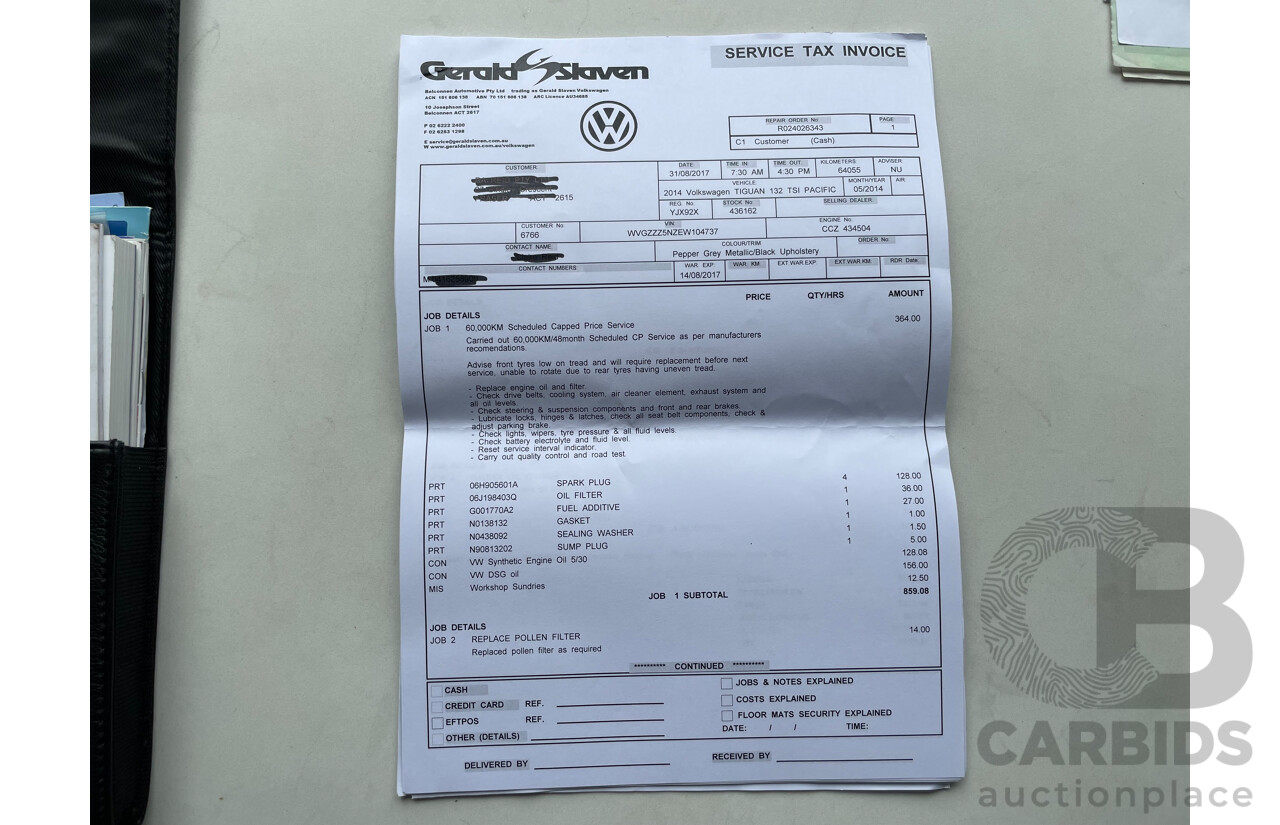 Gerald Slaven
SERVICE TAX INVOICE
Belconnen Automotive Pty Ltd trading as Gerald Slaven Volkswagen
ACN 181 606 138 ABN 70 181 606 138 ARC Licence AU34688
10 Josephson Street
Belconnen ACT 2617
P 02 6222 2400
F 02 6252 1298
E service@geraldslaven.com.au
W www.geraldslaven.com.au/volkswagen
REPAIR ORDER No: PAGE
R024026343 1
C1 Customer (Cash)
CUSTOMER: DATE: TIME IN: TIME OUT: KILOMETERS: ADVISER:
31/08/2017 7:30 AM 4:30 PM 64055 NU
VEHICLE: MONTH/YEAR AIR:
2014 Volkswagen TIGUAN 132 TSI PACIFIC 05/2014
ACT 2615
REG. No: STOCK No: SELLING DEALER:
YJX92X 436162
CUSTOMER No: VIN: ENGINE No:
6766 WVGZZZ5NZEW104737 CCZ 434504
CONTACT NAME: COLOUR/TRIM ORDER No:
Pepper Grey Metallic/Black Upholstery
CONTACT NUMBERS WAR. EXP. WAR. KM. EXT.WAR.EXP. EXT.WAR.KM. RDR Date:
M 14/08/2017
PRICE QTY/HRS AMOUNT
JOB DETAILS
JOB 1 60,000KM Scheduled Capped Price Service 364.00
Carried out 60,000KM/48month Scheduled CP Service as per manufacturers
recomendations.
Advise front tyres low on tread and will require replacement before next
service, unable to rotate due to rear tyres having uneven tread.
- Replace engine oil and filter.
- Check drive belts, cooling system, air cleaner element, exhaust system and
all oil levels.
- Check steering & suspension components and front and rear brakes.
- Lubricate locks, hinges & latches, check all seat belt components, check &
adjust parking brake.
- Check lights, wipers, tyre pressure & all fluid levels.
- Check battery electrolyte and fluid level.
- Reset service interval indicator.
- Carry out quality control and road test.
PRT 06H905601A SPARK PLUG 4 128.00
PRT 06J198403Q OIL FILTER 1 36.00
PRT G001770A2 FUEL ADDITIVE 1 27.00
PRT N0138132 GASKET 1 1.00
PRT N0438092 SEALING WASHER 1 1.50
PRT N90813202 SUMP PLUG 1 5.00
CON VW Synthetic Engine Oil 5/30 128.08
CON VW DSG oil 156.00
MIS Workshop Sundries 12.50
JOB 1 SUBTOTAL 859.08
JOB DETAILS
JOB 2 REPLACE POLLEN FILTER 14.00
Replaced pollen filter as required
********** CONTINUED **********
CASH JOBS & NOTES EXPLAINED
CREDIT CARD REF. COSTS EXPLAINED
EFTPOS REF. FLOOR MATS SECURITY EXPLAINED
OTHER (DETAILS) DATE: / / TIME:
DELIVERED BY RECEIVED BY
CB
CARBIDS
auctionplace